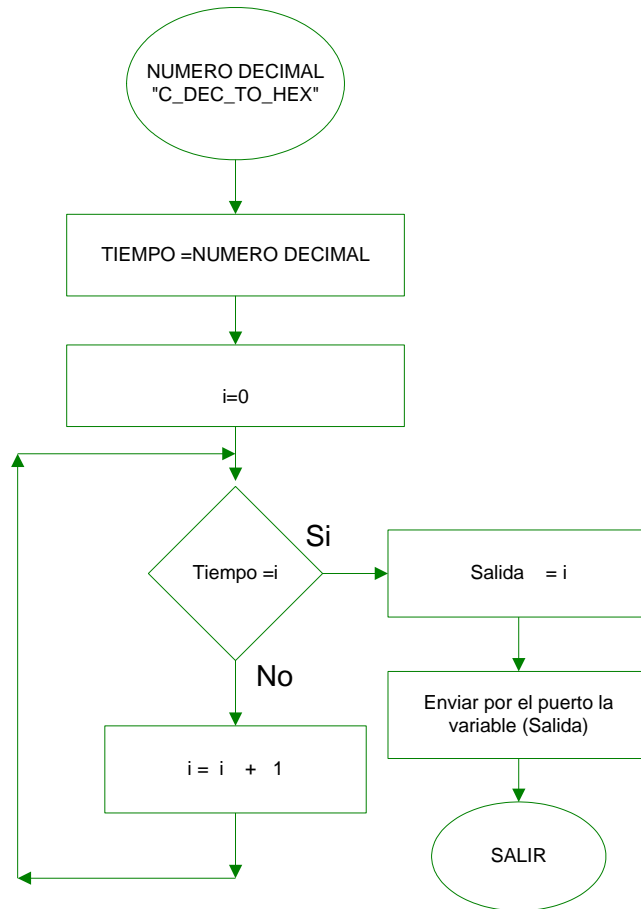 NUMERO DECIMAL
"C_DEC_TO_HEX"
TIEMPO =NUMERO DECIMAL
i=0
Tiempo =i
Si
Salida = i
No
Enviar por el puerto la
variable (Salida)
i = i + 1
SALIR